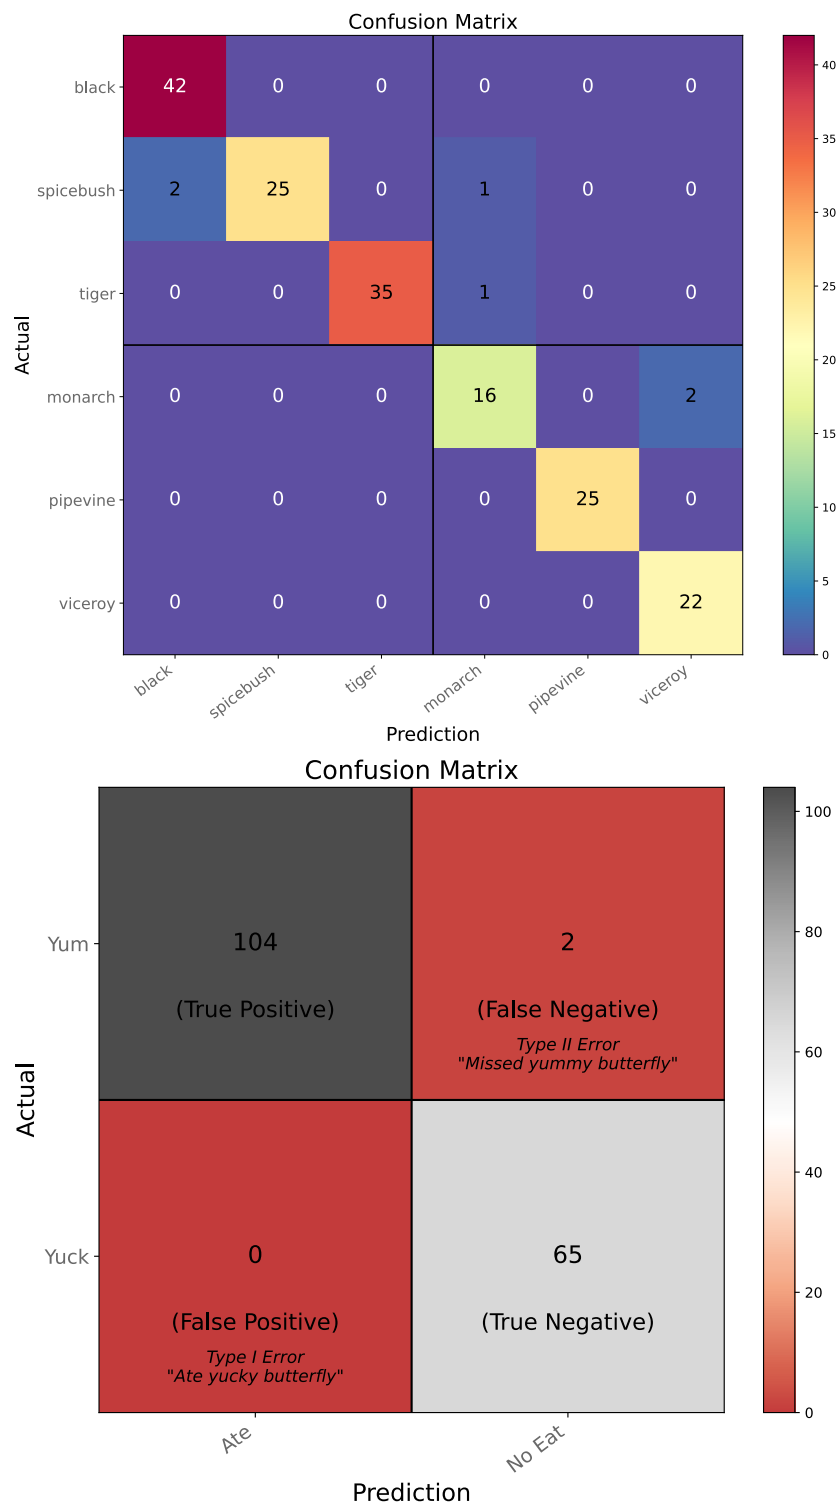 Confusion Matrix
black 42 0 0 0 0 0
spicebush 2 25 0 1 0 0
tiger 0 0 35 1 0 0
monarch 0 0 0 16 0 2
pipevine 0 0 0 0 25 0
viceroy 0 0 0 0 0 22
Actual
black spicebush tiger monarch pipevine viceroy
Prediction
40
35
30
25
20
15
10
5
0
Confusion Matrix
Yum
104
(True Positive)
2
(False Negative)
Type II Error
"Missed yummy butterfly"
Yuck
0
(False Positive)
Type I Error
"Ate yucky butterfly"
65
(True Negative)
Actual
Ate No Eat
Prediction
100
80
60
40
20
0